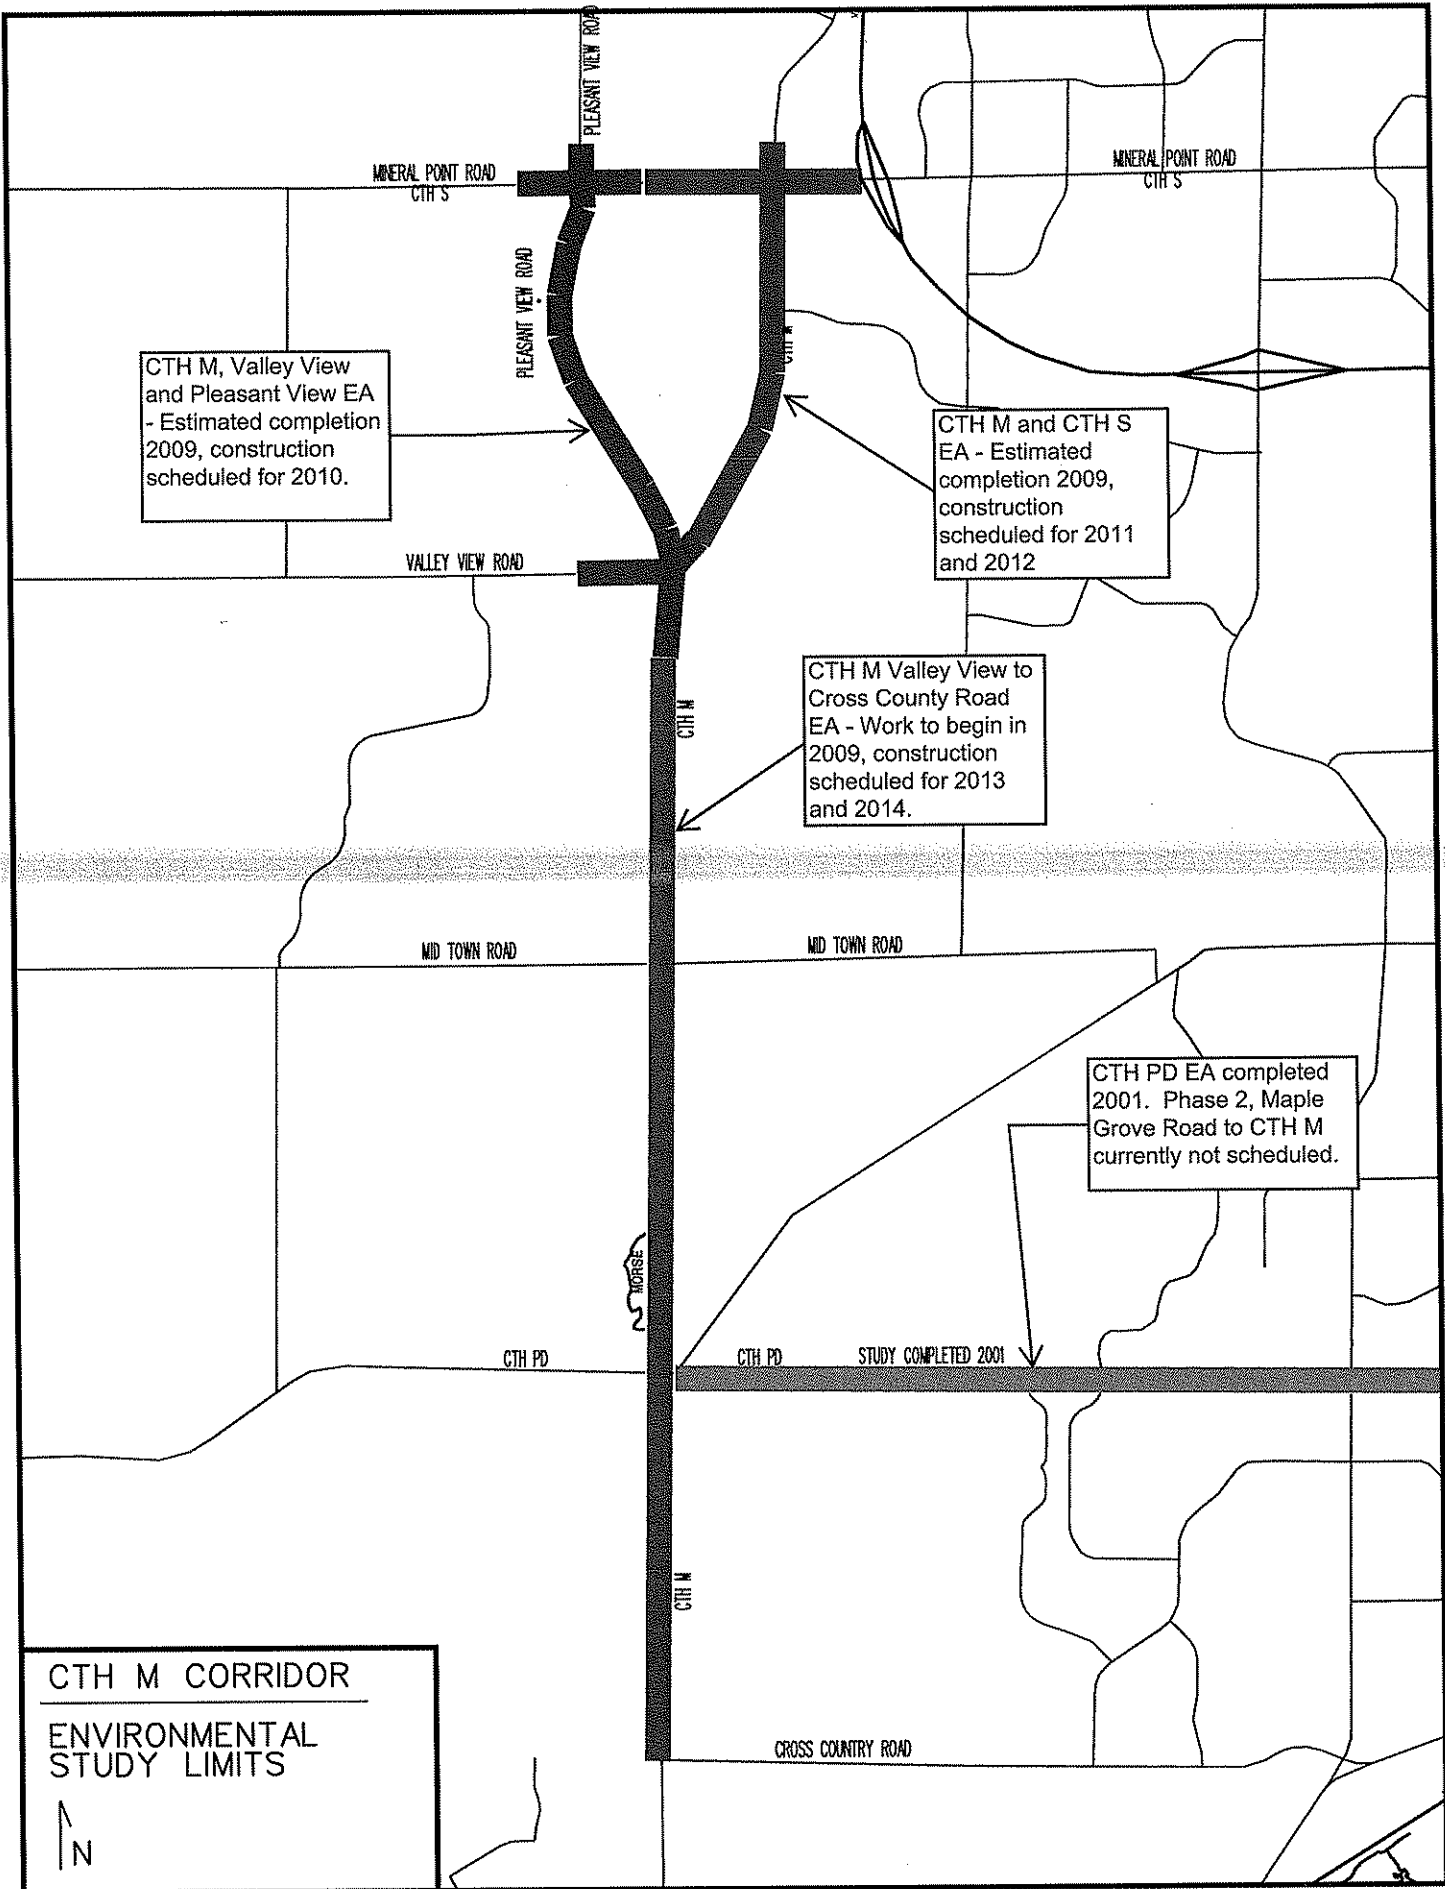 PLEASANT VIEW ROAD
MINERAL POINT ROAD
CTH S
MINERAL POINT ROAD
CTH S
PLEASANT VIEW ROAD
CTH M
CTH M, Valley View
and Pleasant View EA
- Estimated completion
2009, construction
scheduled for 2010.
CTH M and CTH S
EA - Estimated
completion 2009,
construction
scheduled for 2011
and 2012
VALLEY VIEW ROAD
CTH M Valley View to
Cross County Road
EA - Work to begin in
2009, construction
scheduled for 2013
and 2014.
CTH M
MID TOWN ROAD
MID TOWN ROAD
CTH PD EA completed
2001. Phase 2, Maple
Grove Road to CTH M
currently not scheduled.
MORSE
CTH PD
CTH PD
STUDY COMPLETED 2001
CTH M
CROSS COUNTRY ROAD
CTH M CORRIDOR
ENVIRONMENTAL
STUDY LIMITS
N